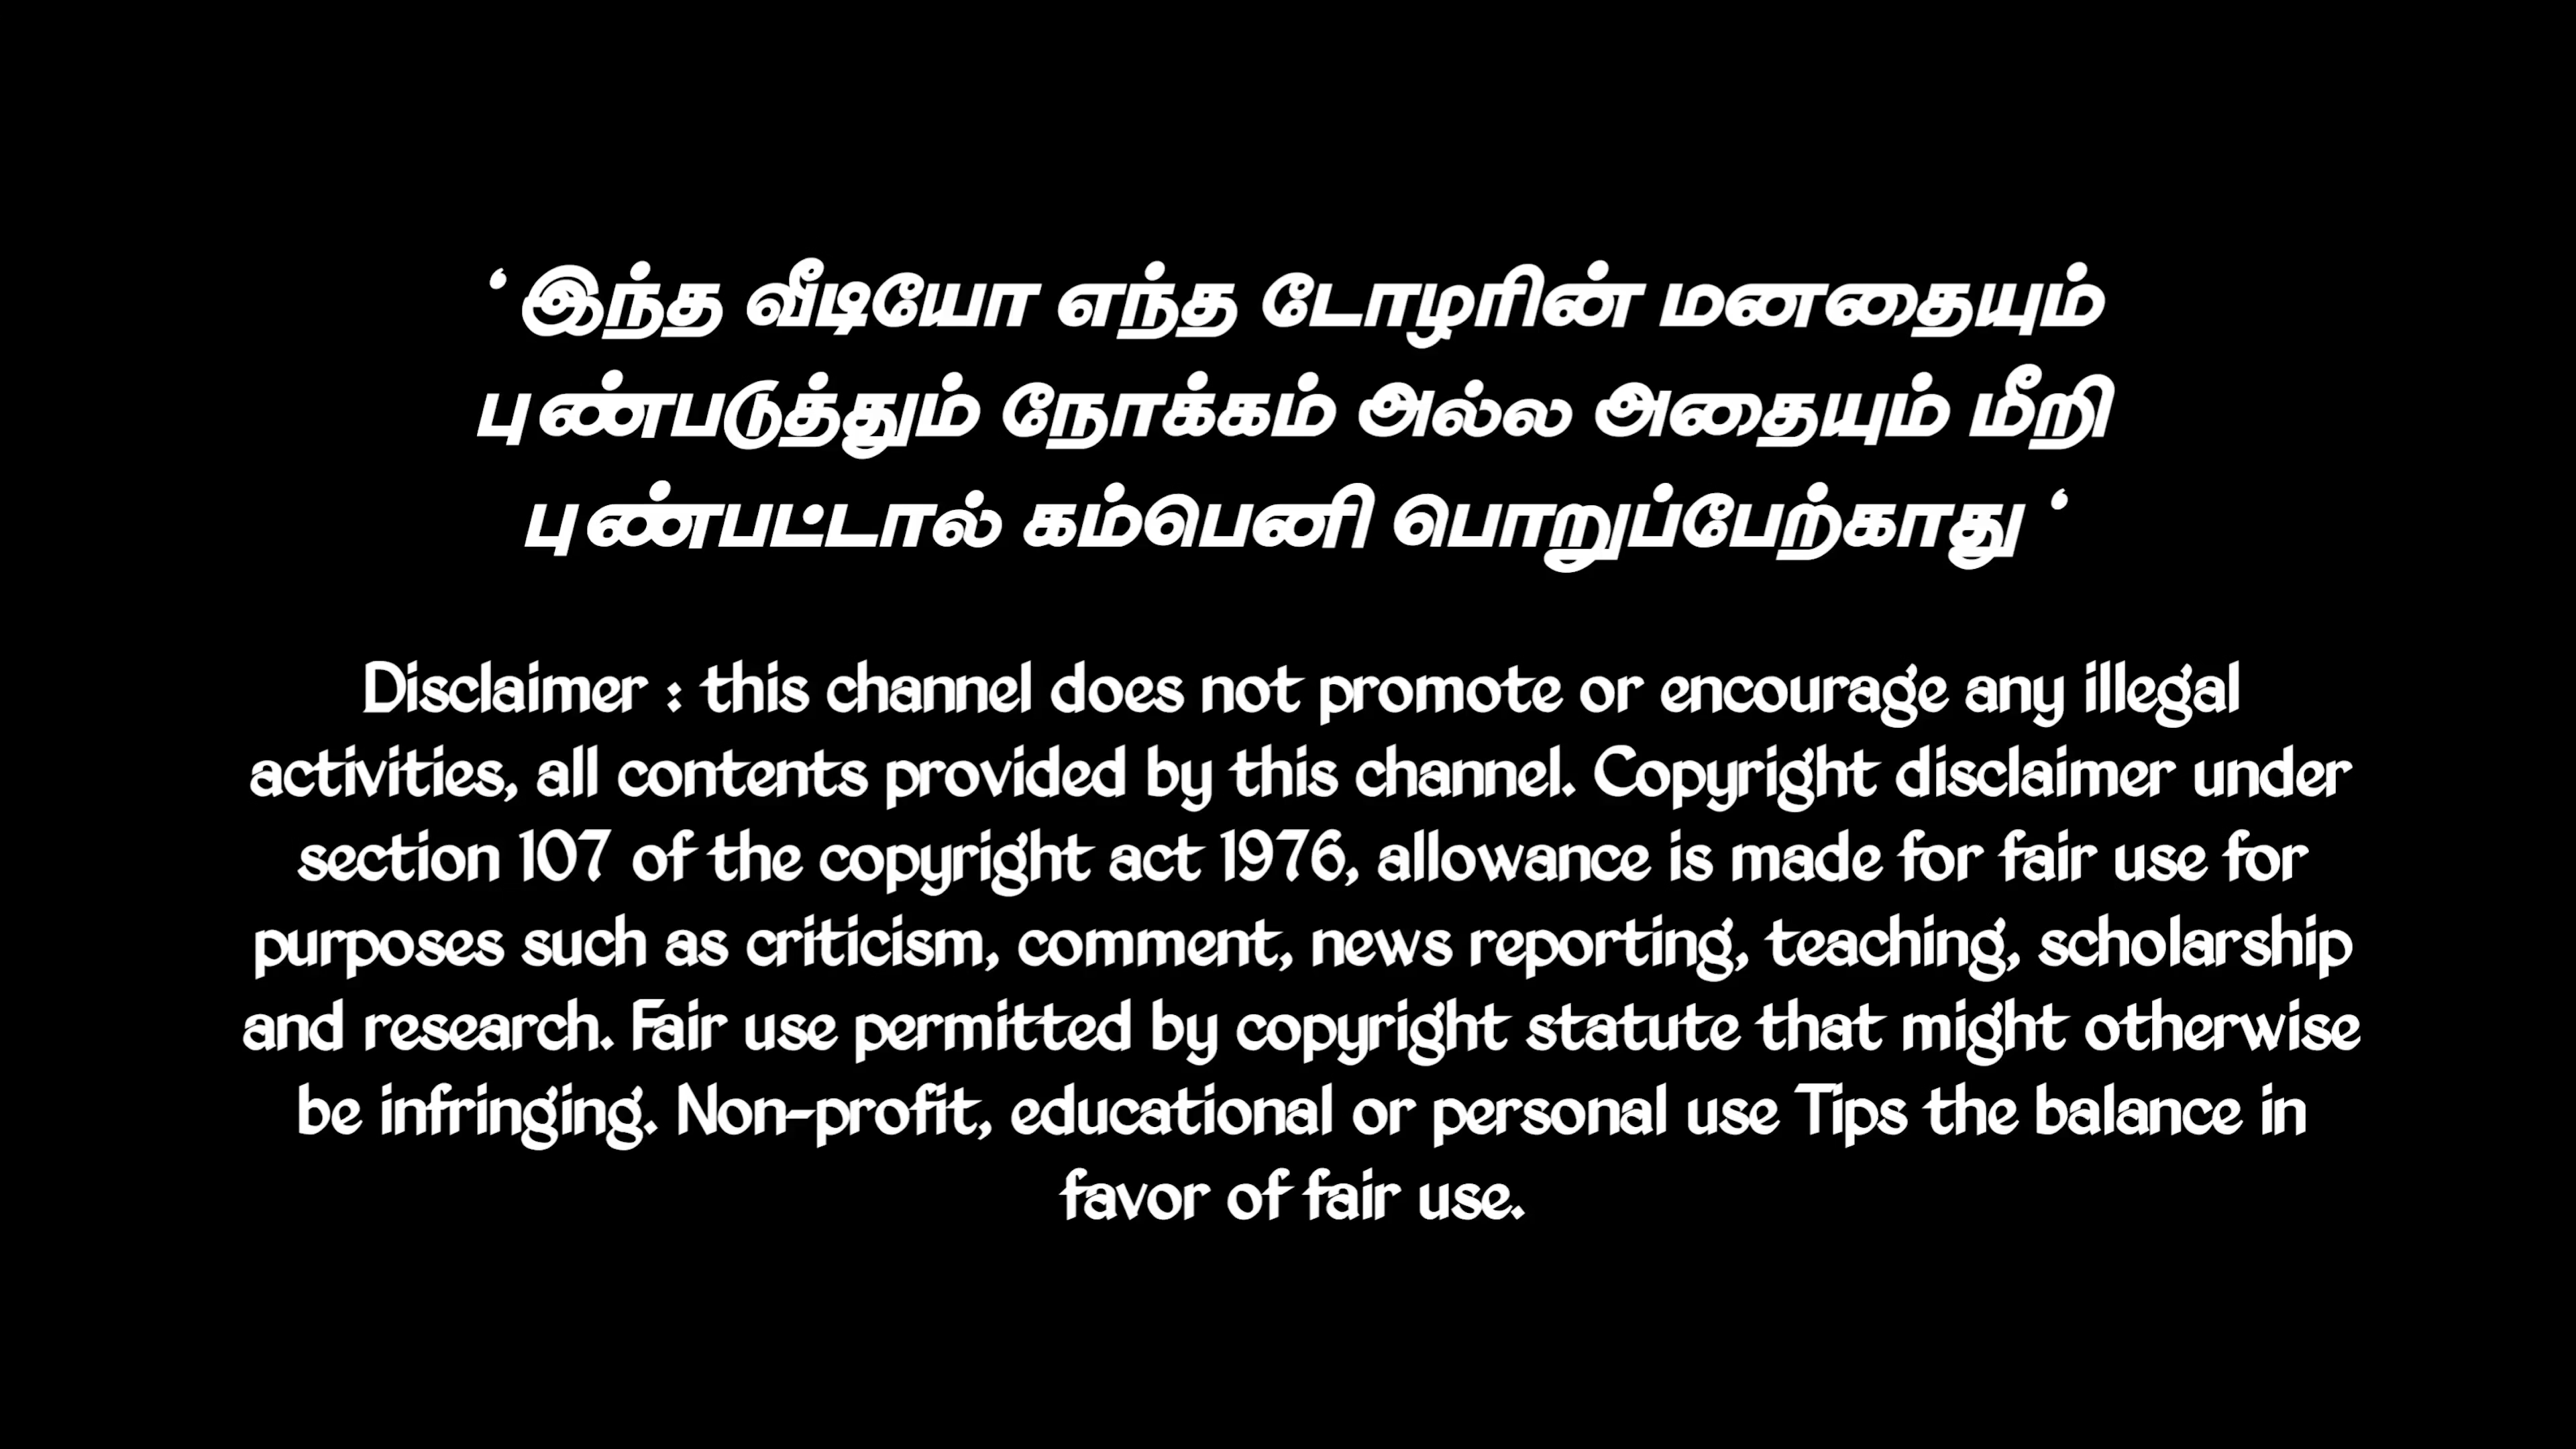 ‘ இந்த வீடியோ எந்த டோழரின் மனதையும்
புண்படுத்தும் நோக்கம் அல்ல அதையும் மீறி
புண்பட்டால் கம்பெனி பொறுப்பேற்காது ‘
Disclaimer : this channel does not promote or encourage any illegal
activities, all contents provided by this channel. Copyright disclaimer under
section 107 of the copyright act 1976, allowance is made for fair use for
purposes such as criticism, comment, news reporting, teaching, scholarship
and research. Fair use permitted by copyright statute that might otherwise
be infringing. Non-profit, educational or personal use Tips the balance in
favor of fair use.